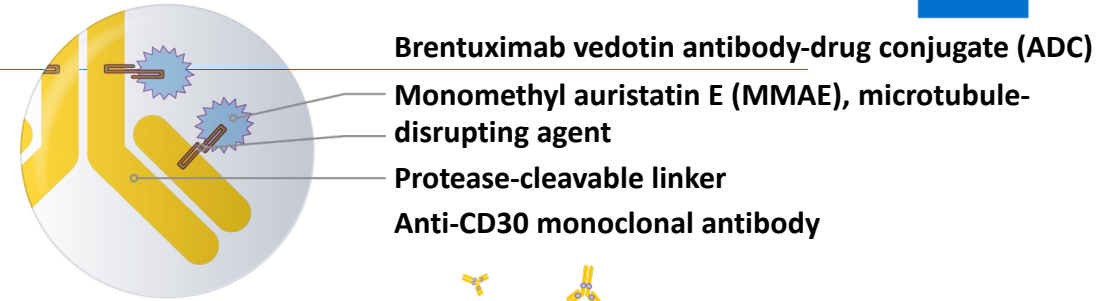 Brentuximab vedotin antibody-drug conjugate (ADC)
Monomethyl auristatin E (MMAE), microtubule-
disrupting agent
Protease-cleavable linker
Anti-CD30 monoclonal antibody